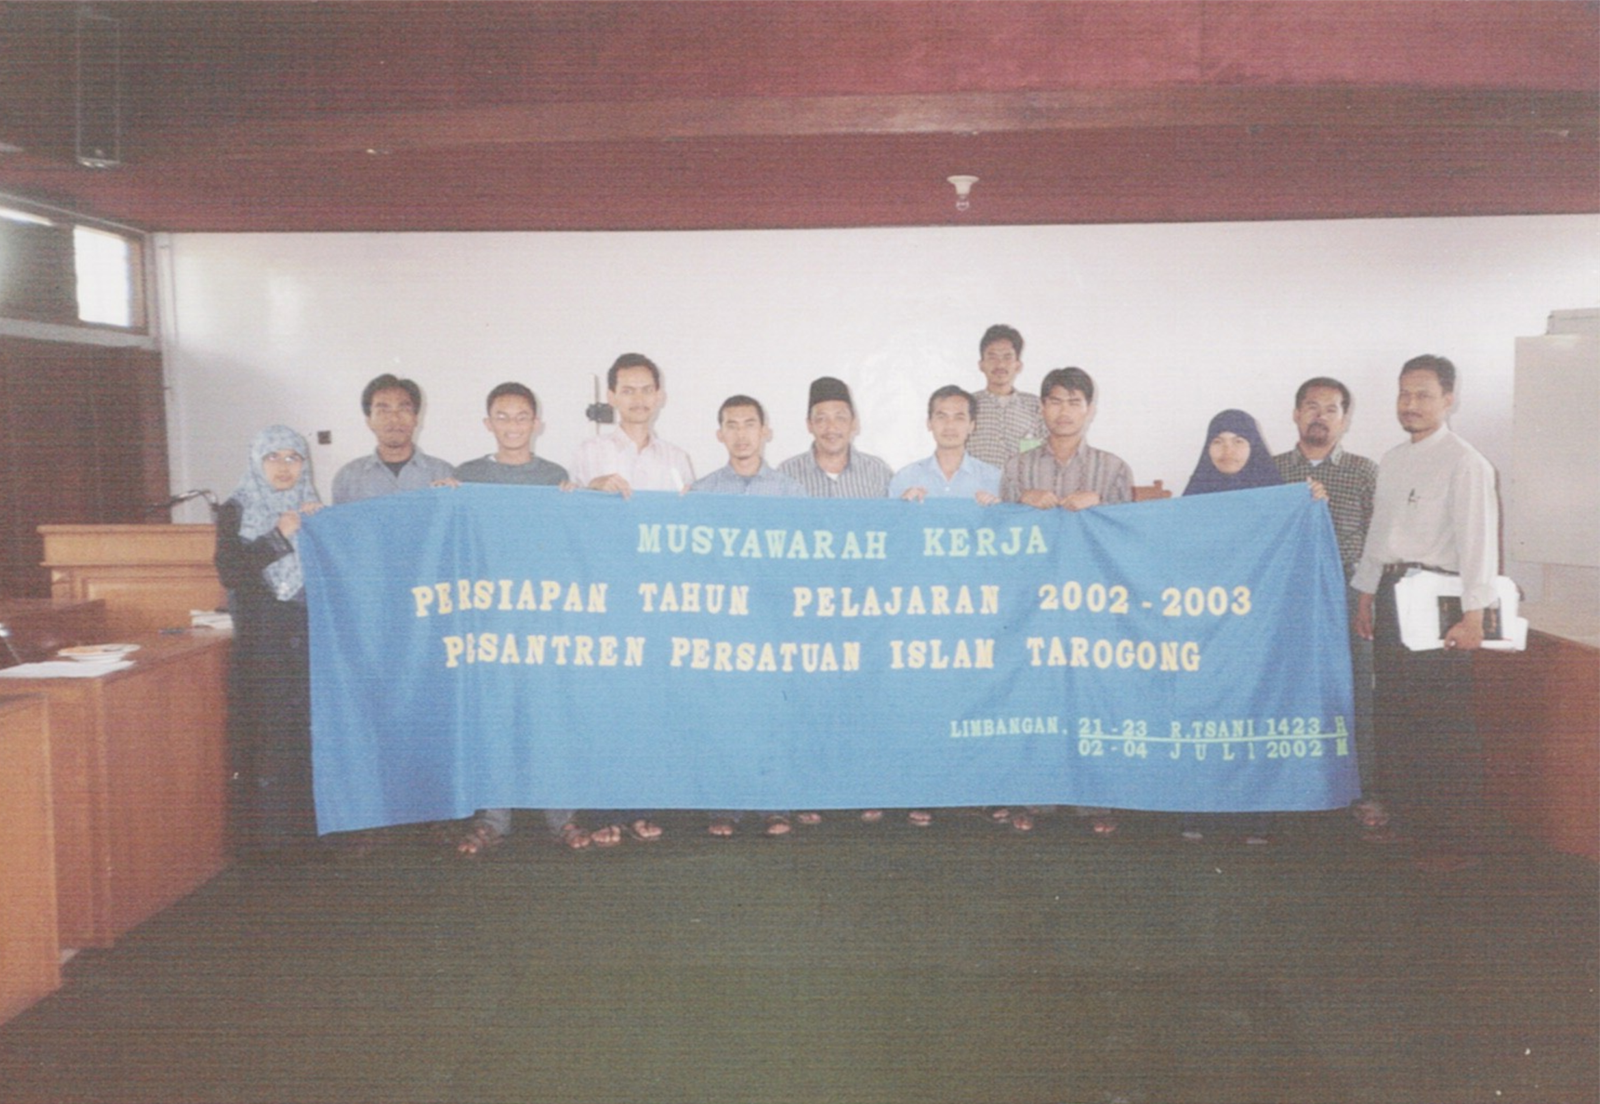 MUSYAWARAH KERJA
PERSIAPAN TAHUN PELAJARAN 2002-2003
PESANTREN PERSATUAN ISLAM TAROGONG
LIMBANGAN, 21-23 R.TSANI 1423 H
02-04 JULI 2002 M